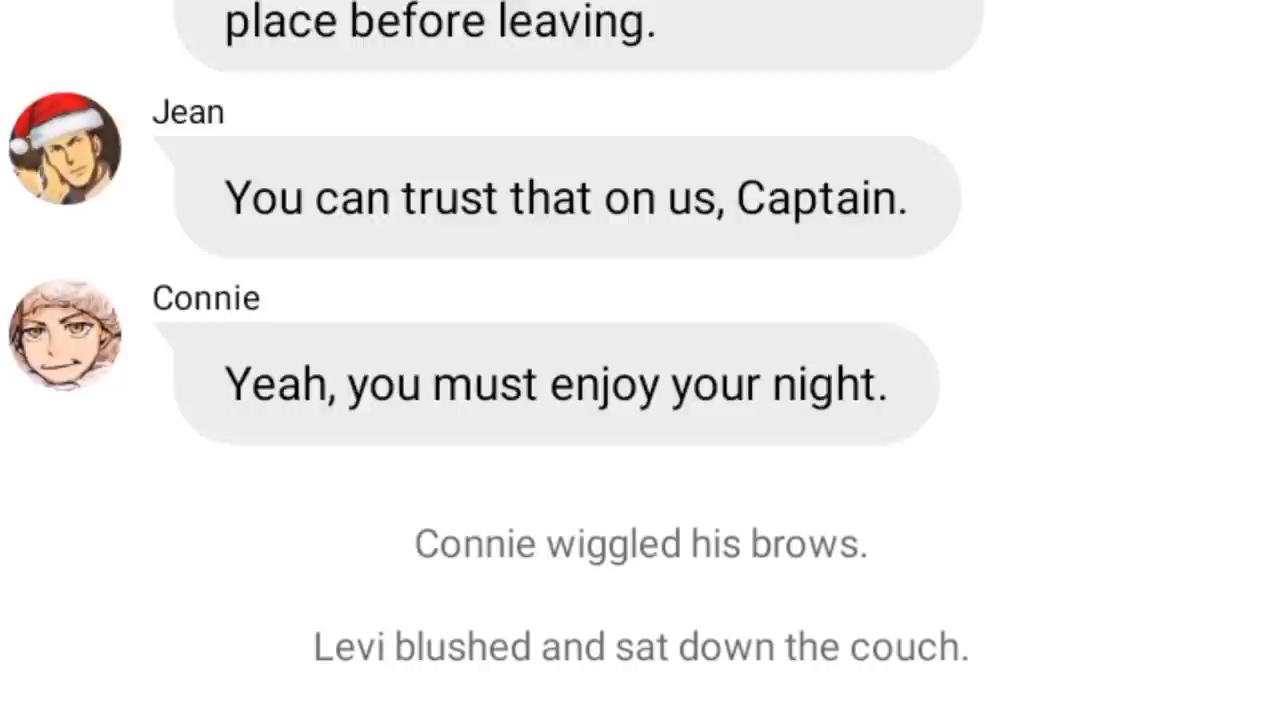 place before leaving.
Jean
You can trust that on us, Captain.
Connie
Yeah, you must enjoy your night.
Connie wiggled his brows.
Levi blushed and sat down the couch.